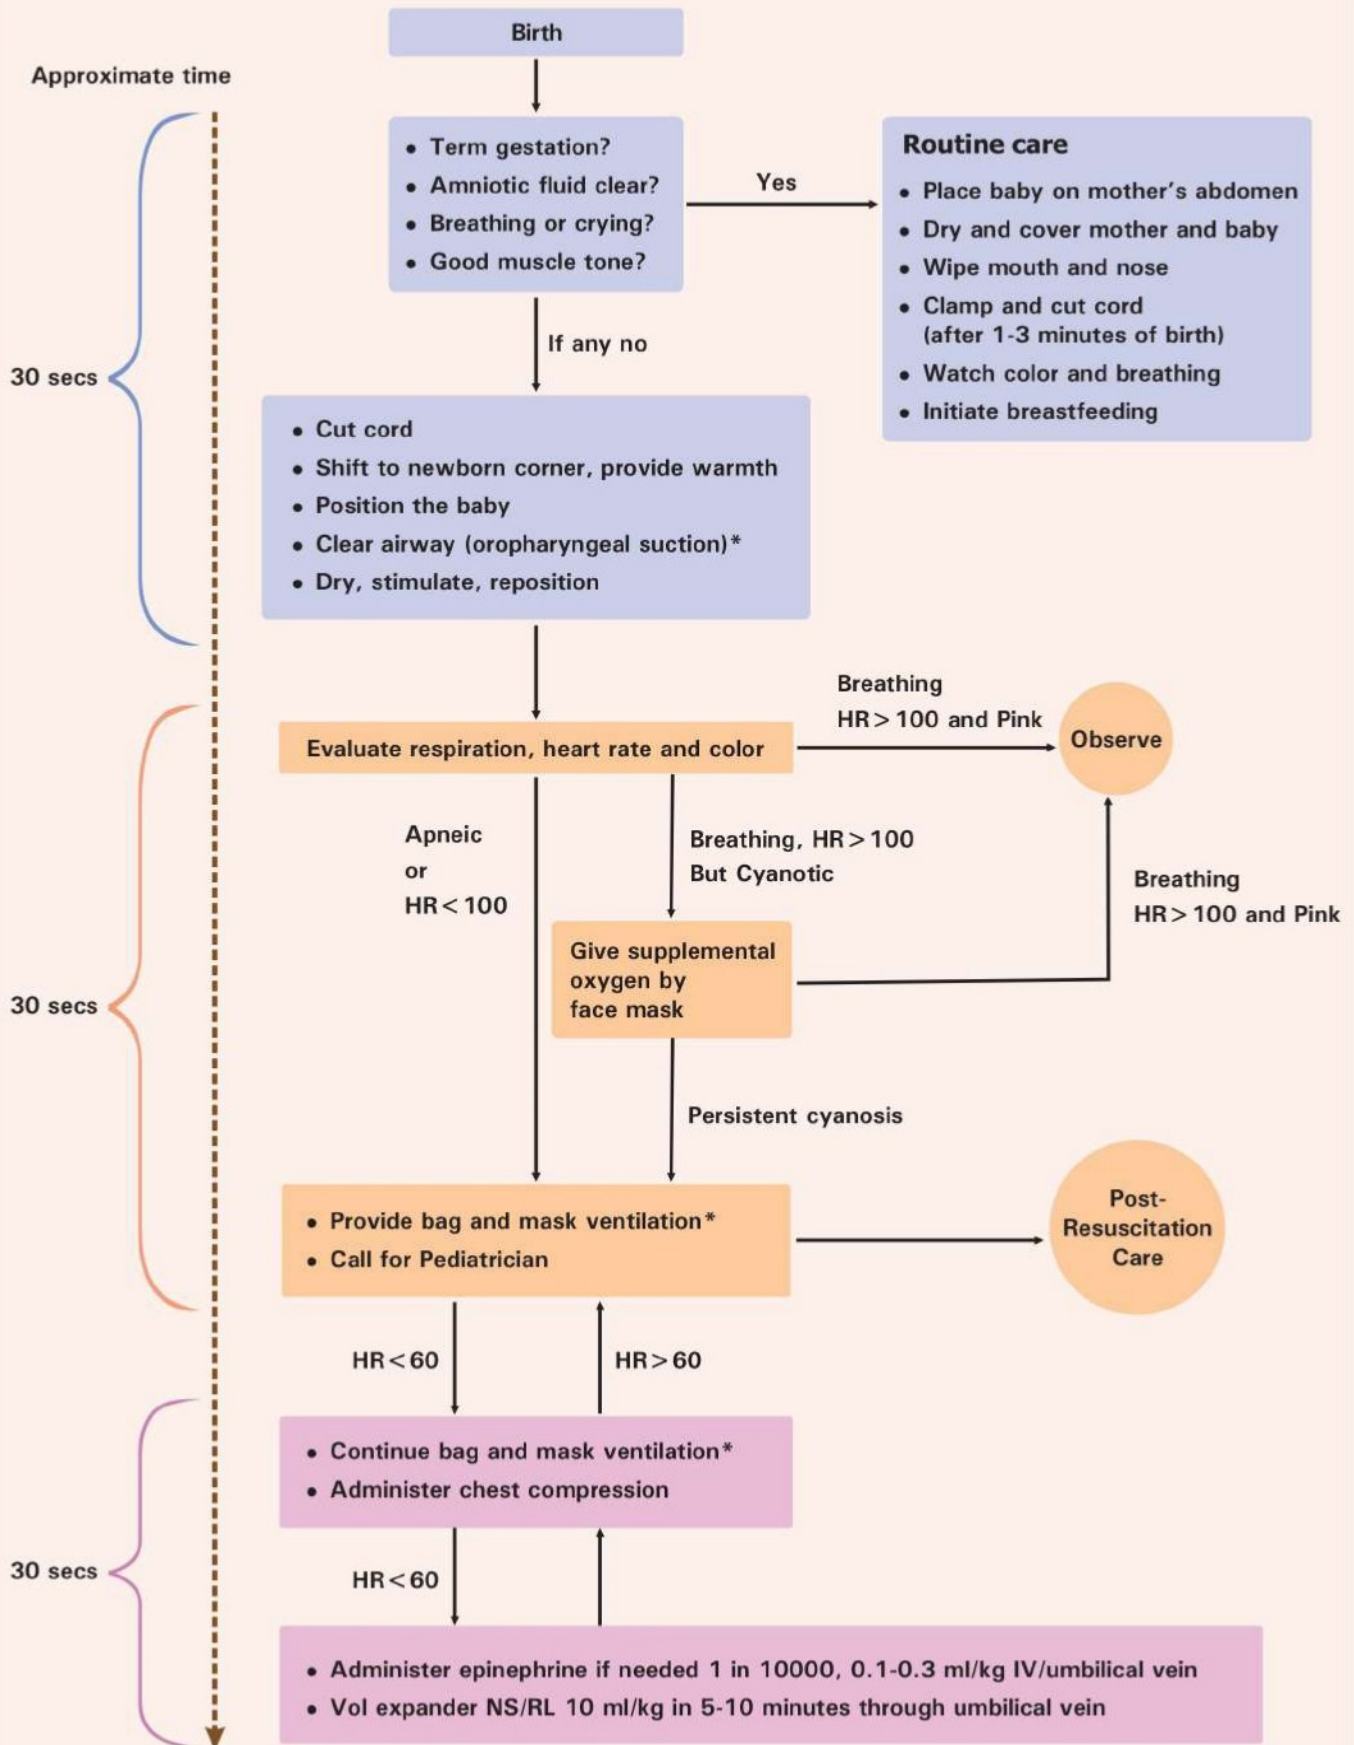 Birth
Approximate time
• Term gestation?
• Amniotic fluid clear?
• Breathing or crying?
• Good muscle tone?
Yes
Routine care
• Place baby on mother's abdomen
• Dry and cover mother and baby
• Wipe mouth and nose
• Clamp and cut cord
(after 1-3 minutes of birth)
• Watch color and breathing
• Initiate breastfeeding
If any no
30 secs
• Cut cord
• Shift to newborn corner, provide warmth
• Position the baby
• Clear airway (oropharyngeal suction)*
• Dry, stimulate, reposition
Evaluate respiration, heart rate and color
Breathing
HR>100 and Pink
Observe
Apneic
or
HR<100
Breathing, HR>100
But Cyanotic
Breathing
HR>100 and Pink
Give supplemental
oxygen by
face mask
30 secs
Persistent cyanosis
• Provide bag and mask ventilation*
• Call for Pediatrician
Post-
Resuscitation
Care
HR<60
HR>60
• Continue bag and mask ventilation*
• Administer chest compression
30 secs
HR<60
• Administer epinephrine if needed 1 in 10000, 0.1-0.3 ml/kg IV/umbilical vein
• Vol expander NS/RL 10 ml/kg in 5-10 minutes through umbilical vein